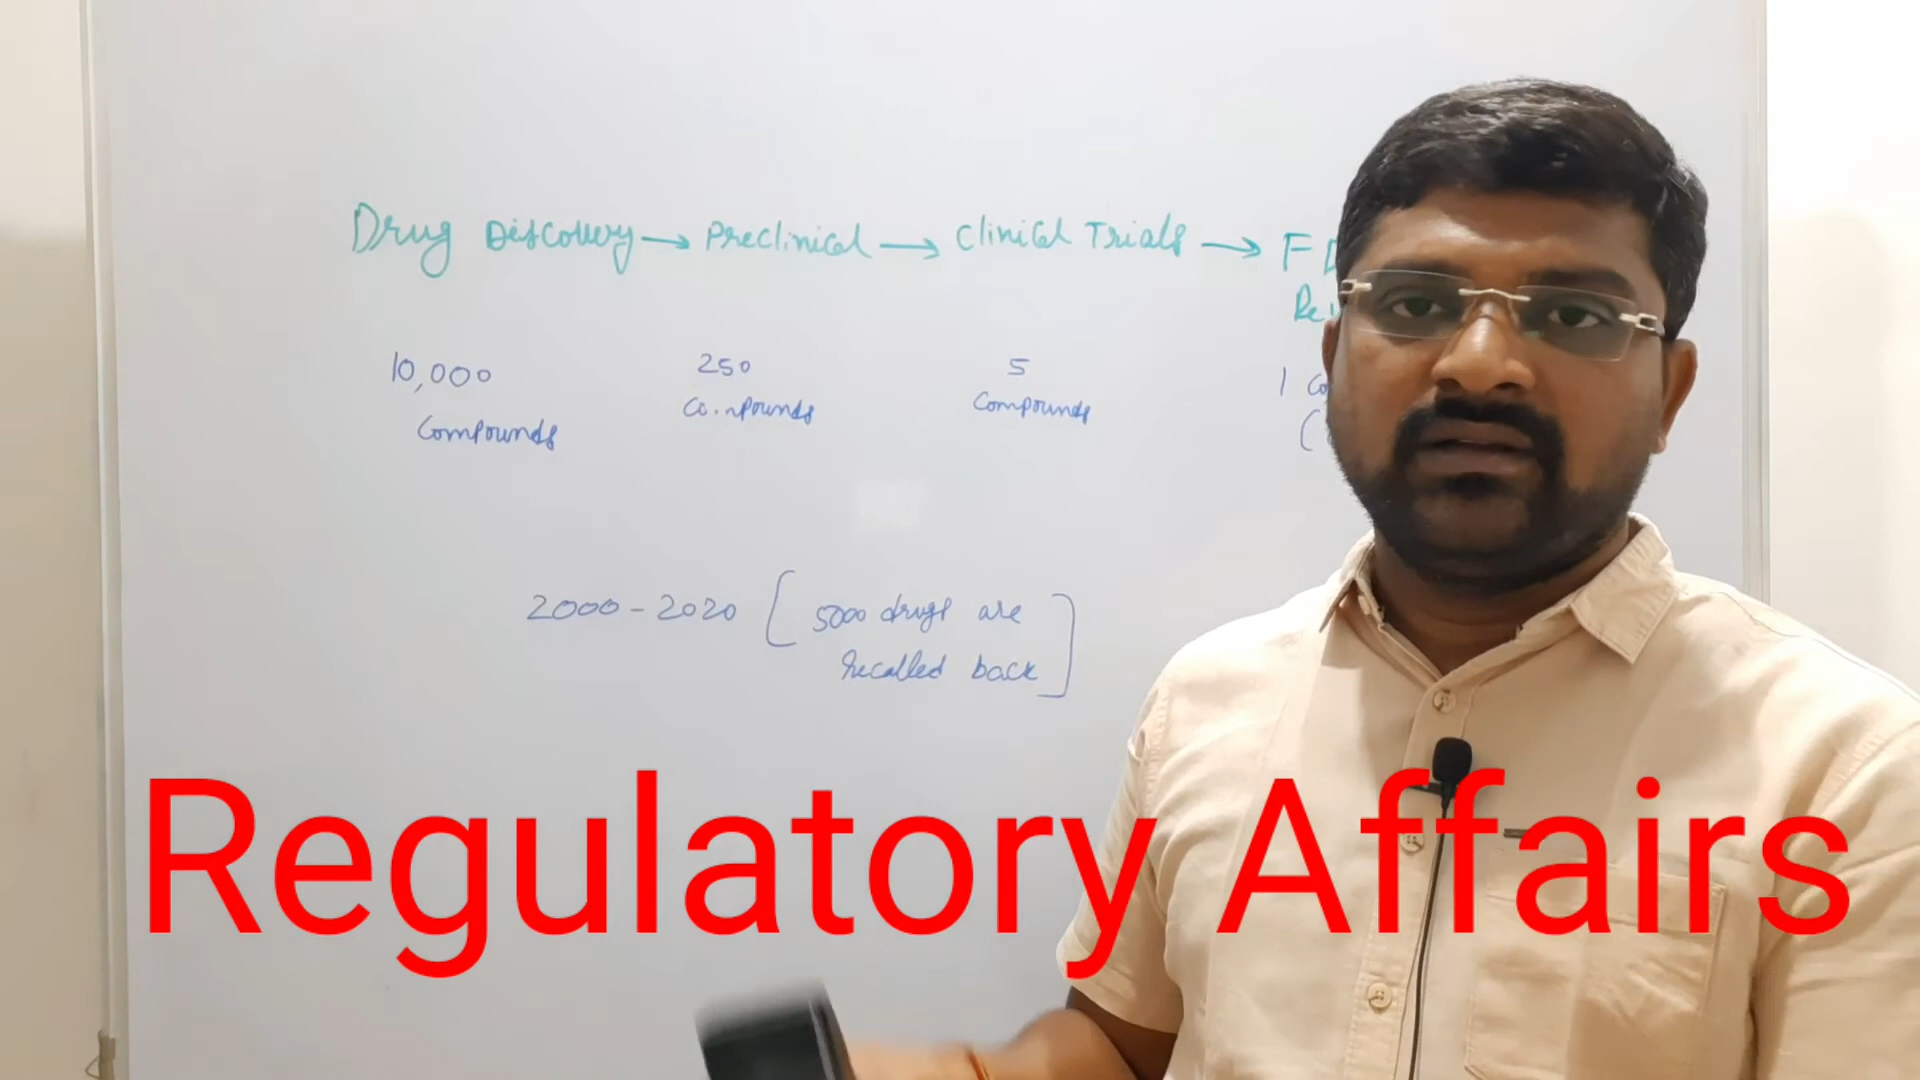 Drug Discovery → Preclinical → Clinical Trials →
10,000 250 5 1
Compounds Compounds Compounds
2000-2020 [ 5000 drugs are
recalled back ]
Regulatory Affairs